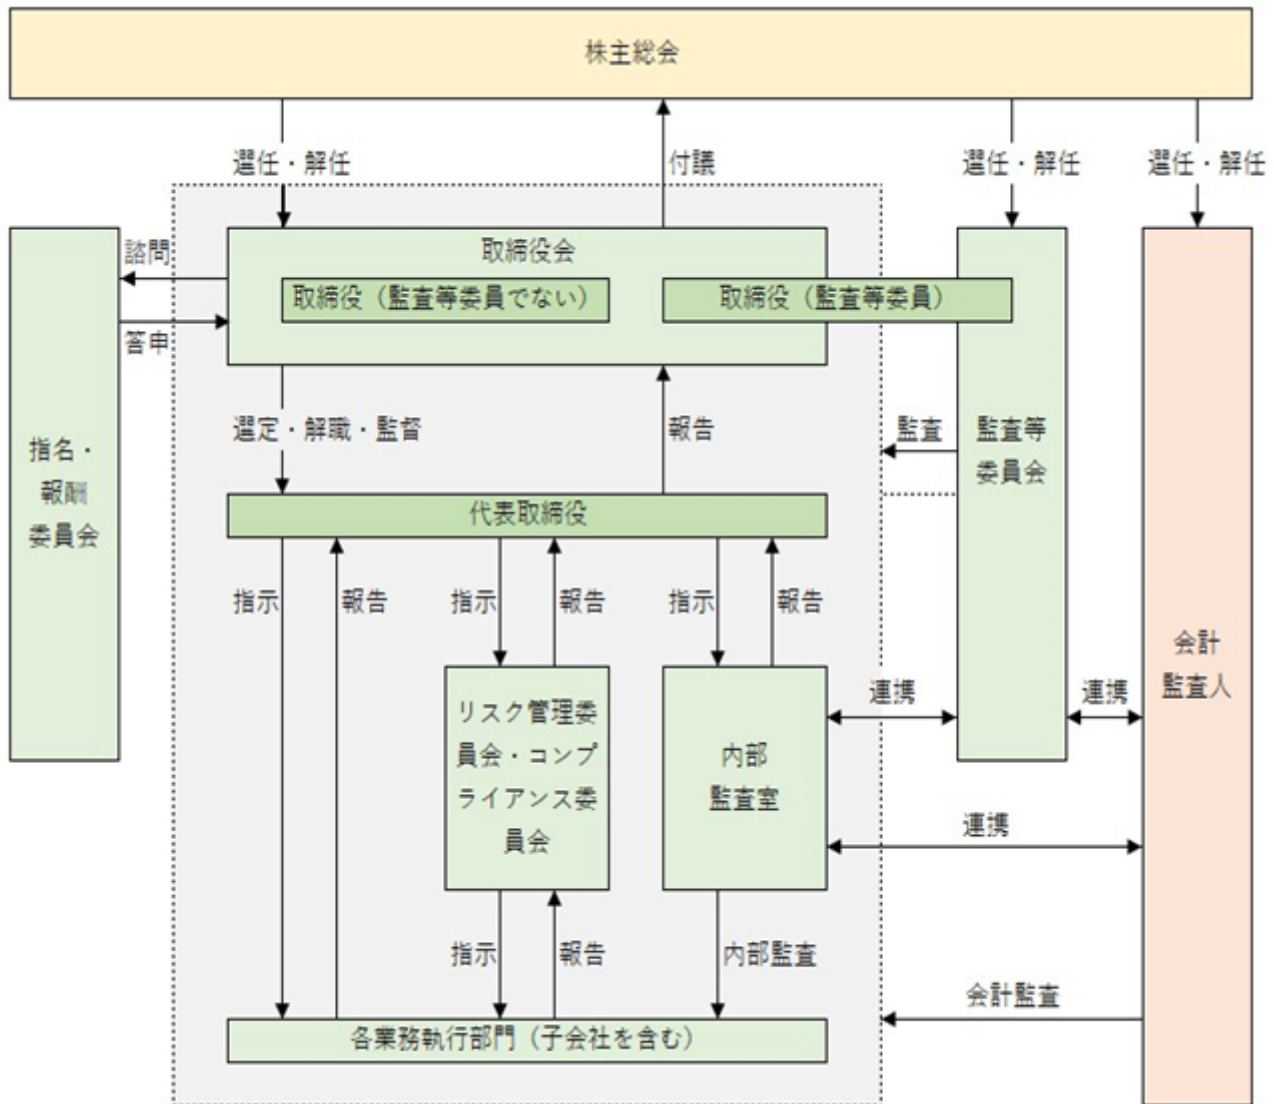 株主総会
選任・解任
付議
選任・解任
選任・解任
諮問
答申
取締役会
取締役（監査等委員でない）
取締役（監査等委員）
選定・解職・監督
報告
監査
監査等
委員会
指名・
報酬
委員会
代表取締役
指示
報告
指示
報告
指示
報告
会計
監査人
連携
連携
リスク管理委
員会・コンプ
ライアンス委
員会
内部
監査室
連携
指示
報告
内部監査
会計監査
各業務執行部門（子会社を含む）